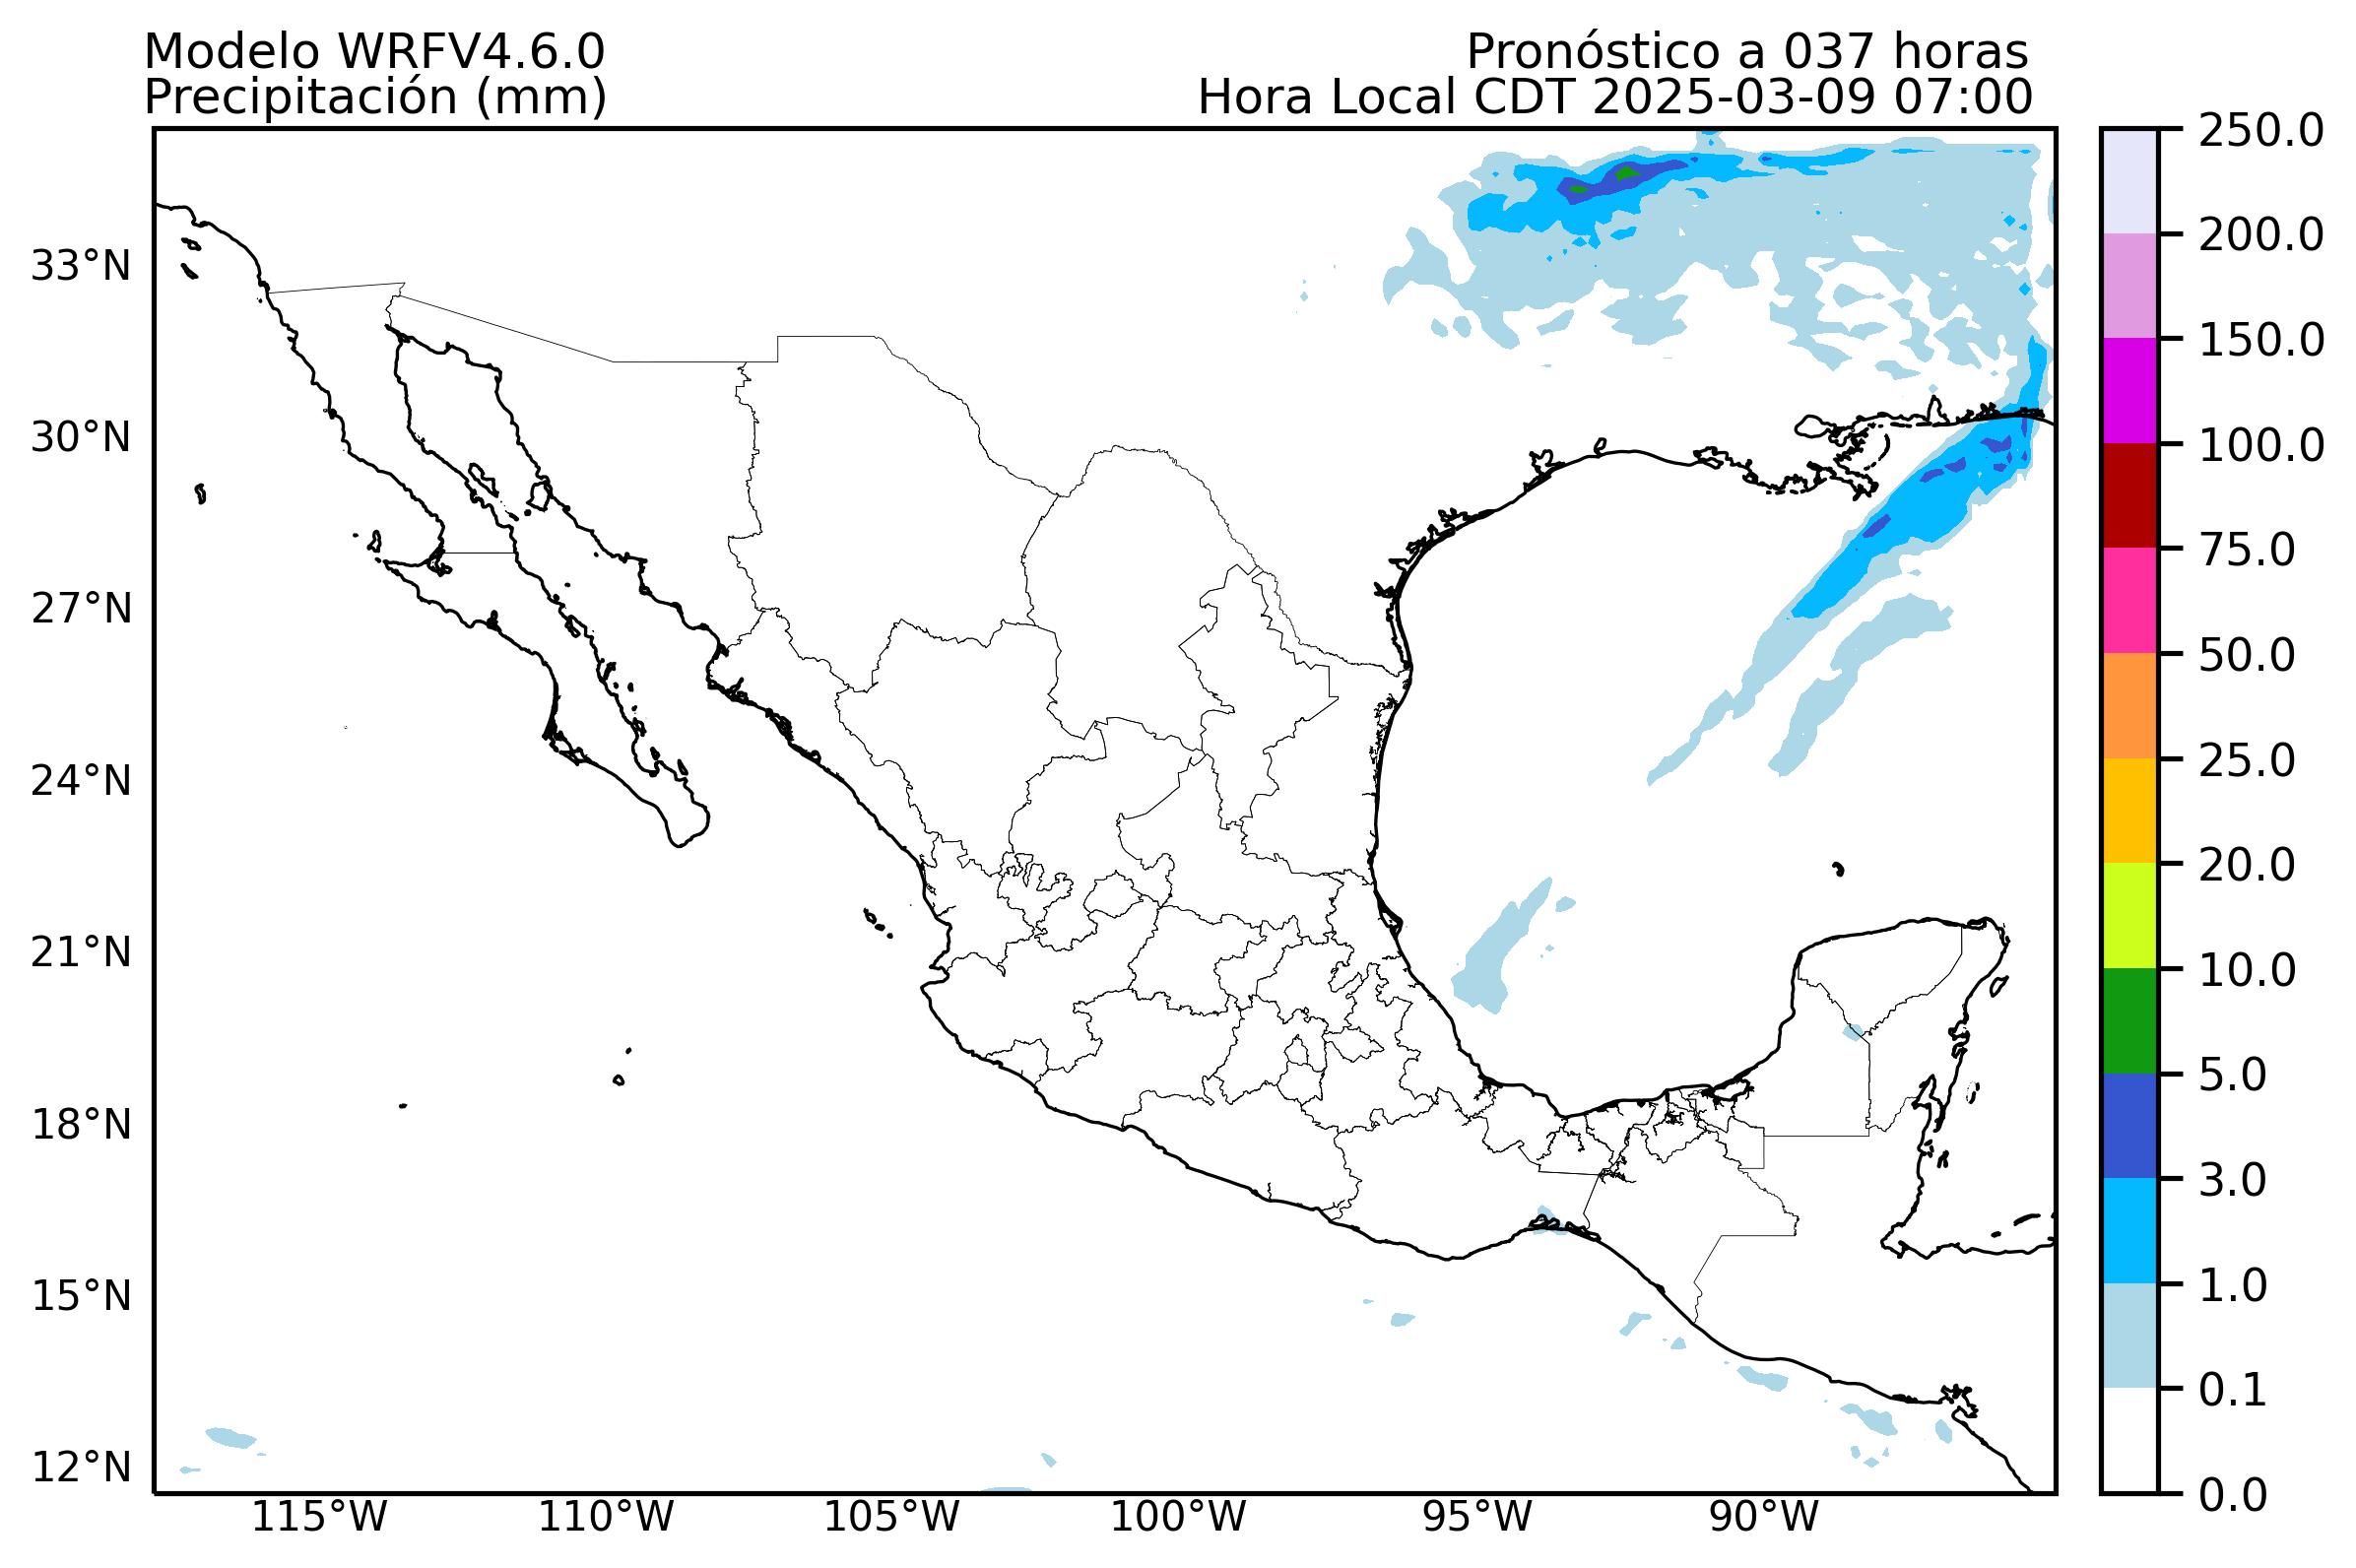 Modelo WRFV4.6.0
Precipitación (mm)
Pronóstico a 037 horas
Hora Local CDT 2025-03-09 07:00
33°N
30°N
27°N
24°N
21°N
18°N
15°N
12°N
115°W
110°W
105°W
100°W
95°W
90°W
250.0
200.0
150.0
100.0
75.0
50.0
25.0
20.0
10.0
5.0
3.0
1.0
0.1
0.0